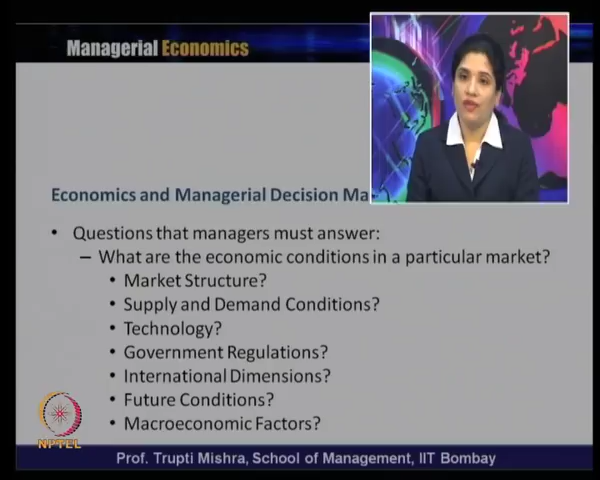 Managerial Economics
Economics and Managerial Decision Ma
• Questions that managers must answer:
– What are the economic conditions in a particular market?
• Market Structure?
• Supply and Demand Conditions?
• Technology?
• Government Regulations?
• International Dimensions?
• Future Conditions?
• Macroeconomic Factors?
NPTEL
Prof. Trupti Mishra, School of Management, IIT Bombay